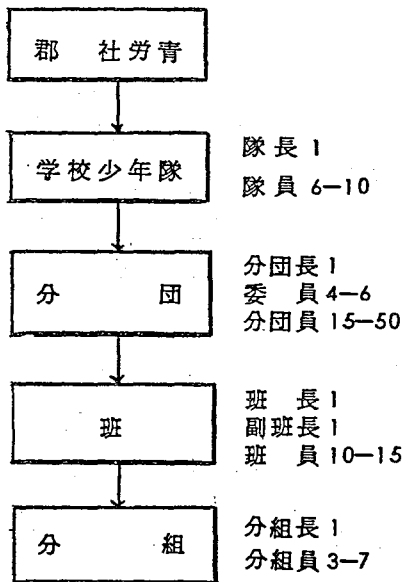 郡 社労青
学校少年隊
隊長 1
隊員 6−10
分 団
分団長 1
委 員 4−6
分団員 15−50
班
班 長 1
副班長 1
班 員 10−15
分 組
分組長 1
分組員 3−7